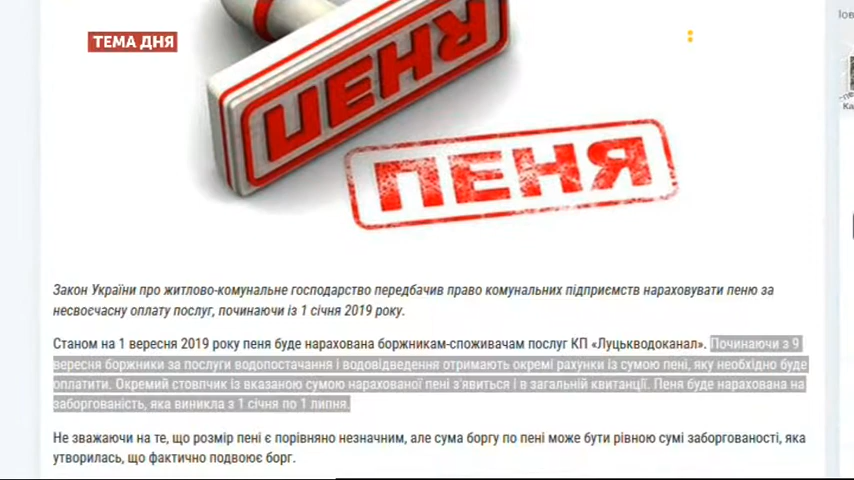 ТЕМА ДНЯ
ПЕНЯ
ПЕНЯ
Закон України про житлово-комунальне господарство передбачив право комунальних підприємств нараховувати пеню за
несвоєчасну оплату послуг, починаючи із 1 січня 2019 року.
Станом на 1 вересня 2019 року пеня буде нарахована боржникам-споживачам послуг КП «Луцькводоканал». Починаючи з 9
вересня боржники за послуги водопостачання і водовідведення отримають окремі рахунки із сумою пені, яку необхідно буде
оплатити. Окремий стовпчик із вказаною сумою нарахованої пені з'явиться і в загальній квитанції. Пеня буде нарахована на
заборгованість, яка виникла з 1 січня по 1 липня.
Не зважаючи на те, що розмір пені є порівняно незначним, але сума боргу по пені може бути рівною сумі заборгованості, яка
утворилась, що фактично подвоює борг.